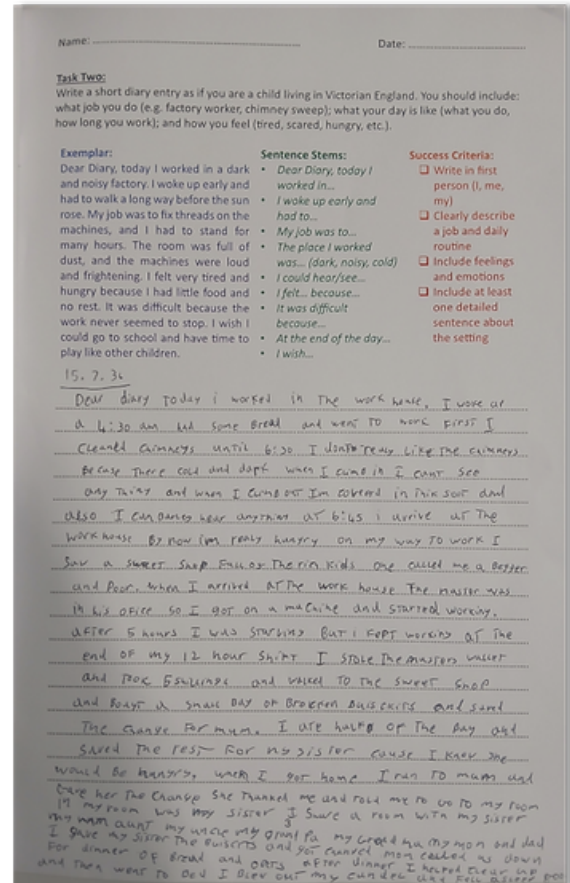 Name: ............ Date: ............
Task Two:
Write a short diary entry as if you are a child living in Victorian England. You should include:
what job you do (e.g. factory worker, chimney sweep); what your day is like (what you do,
how long you work); and how you feel (tired, scared, hungry, etc.).
Exemplar:
Dear Diary, today I worked in a dark
and noisy factory. I woke up early and
had to walk a long way before the sun
rose. My job was to fix threads on the
machines, and I had to stand for
many hours. The room was full of
dust, and the machines were loud
and frightening. I felt very tired and
hungry because I had little food and
no rest. It was difficult because the
work never seemed to stop. I wish I
could go to school and have time to
play like other children.
Sentence Stems:
• Dear Diary, today I
worked in...
• I woke up early and
had to...
• My job was to...
• The place I worked
was... (dark, noisy, cold)
• I could hear/see...
• I felt... because...
• It was difficult
because...
• At the end of the day...
• I wish...
Success Criteria:
❑ Write in first
person (I, me,
my)
❑ Clearly describe
a job and daily
routine
❑ Include feelings
and emotions
❑ Include at least
one detailed
sentence about
the setting
15.7.36
Dear diary Today i worked in The work house, I woke up
a 4:30 am had some Bread and went TO work First I
Cleaned Chimneys until 6:30 I dont realy Like The chimneys
Because There cold and dark when I in I cant see
any Thing and when I out Im covered in soot and
also I can hear anything at 6:45 i arrive at The
Work house By now im realy hungry on my way TO work I
Saw a sweet Shop Full of The rich Kids one called me a Begger
and Poor. when I arrived at The work house The master was
in his ofice so I got on a machine and started working.
after 5 hours I was starving But i kept working at The
end OF my 12 hour shift I stole The masters wallet
and Took 5 shillings and walked TO The sweet Shop
and a small Bag of Broken and saved
The change For mum. I ate half of The Bag and
saved The rest For my sister cause I knew she
would Be hungry. when I got home I run TO mum and
gave her The change She Thanked me and told me to go to my room
in my room was my sister I share a room with my sister
my mum aunt my uncle my grand pa my grand ma my mon and dad
I gave my sister The and got mon called us down
For dinner OF Bread and oats after dinner I helped up
and Then went to bed I Blew out my and Fell asleep